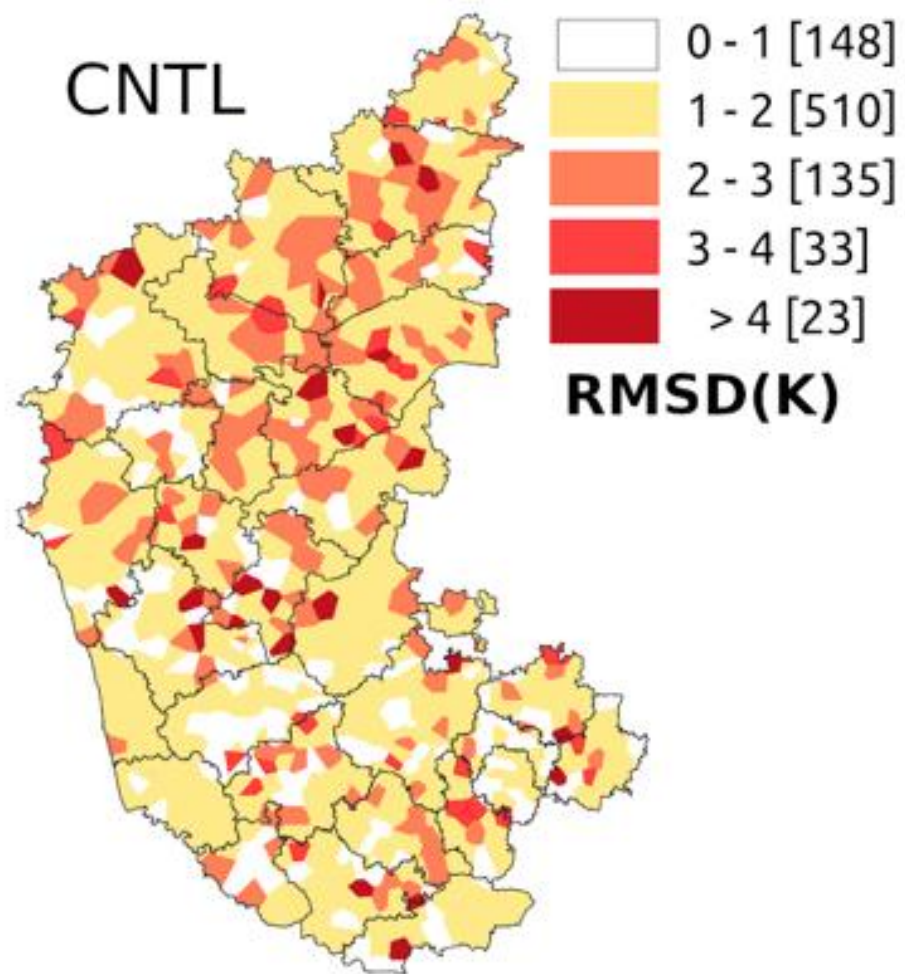 CNTL
0 - 1 [148]
1 - 2 [510]
2 - 3 [135]
3 - 4 [33]
> 4 [23]
RMSD(K)